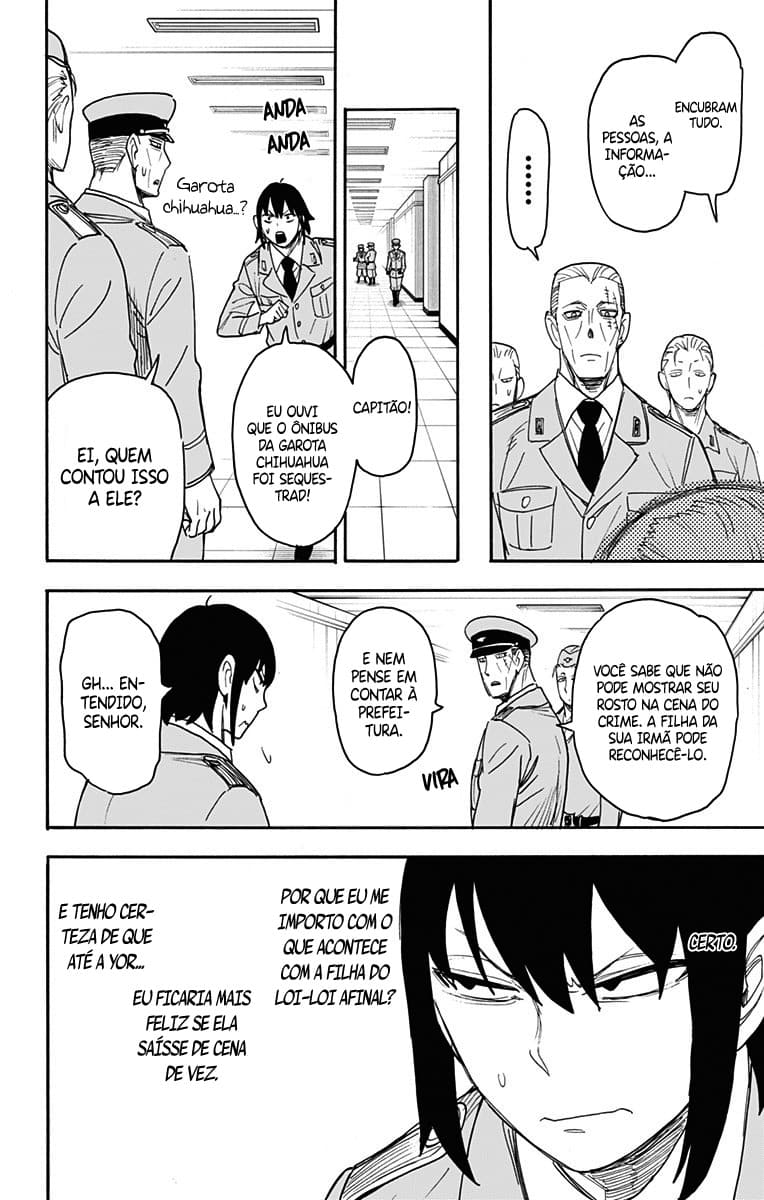 ENCUBRAM
TUDO.
AS
PESSOAS, A
INFORMA-
ÇÃO...
CAPITÃO!
ANDA
ANDA
EU OUVI
QUE O ÔNIBUS
DA GAROTA
CHIHUAHUA
FOI SEQUES-
TRAD!
Garota
chihuahua...?
EI, QUEM
CONTOU ISSO
A ELE?
VOCÊ SABE QUE NÃO
PODE MOSTRAR SEU
ROSTO NA CENA DO
CRIME. A FILHA DA
SUA IRMÃ PODE
RECONHECÊ-LO.
E NEM
PENSE EM
CONTAR À
PREFEI-
TURA.
VIRA
GH... EN-
TENDIDO,
SENHOR.
CERTO.
POR QUE EU ME
IMPORTO COM O
QUE ACONTECE
COM A FILHA DO
LOI-LOI AFINAL?
EU FICARIA MAIS
FELIZ SE ELA
SAÍSSE DE CENA
DE VEZ.
E TENHO CER-
TEZA DE QUE
ATÉ A YOR...